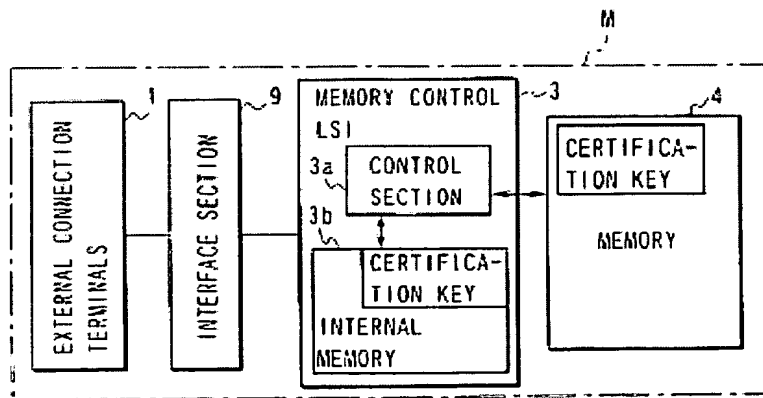 M
1
EXTERNAL CONNECTION
TERMINALS
9
INTERFACE SECTION
MEMORY CONTROL
LSI
3
3a
CONTROL
SECTION
3b
CERTIFICA-
TION KEY
INTERNAL
MEMORY
4
CERTIFICA-
TION KEY
MEMORY